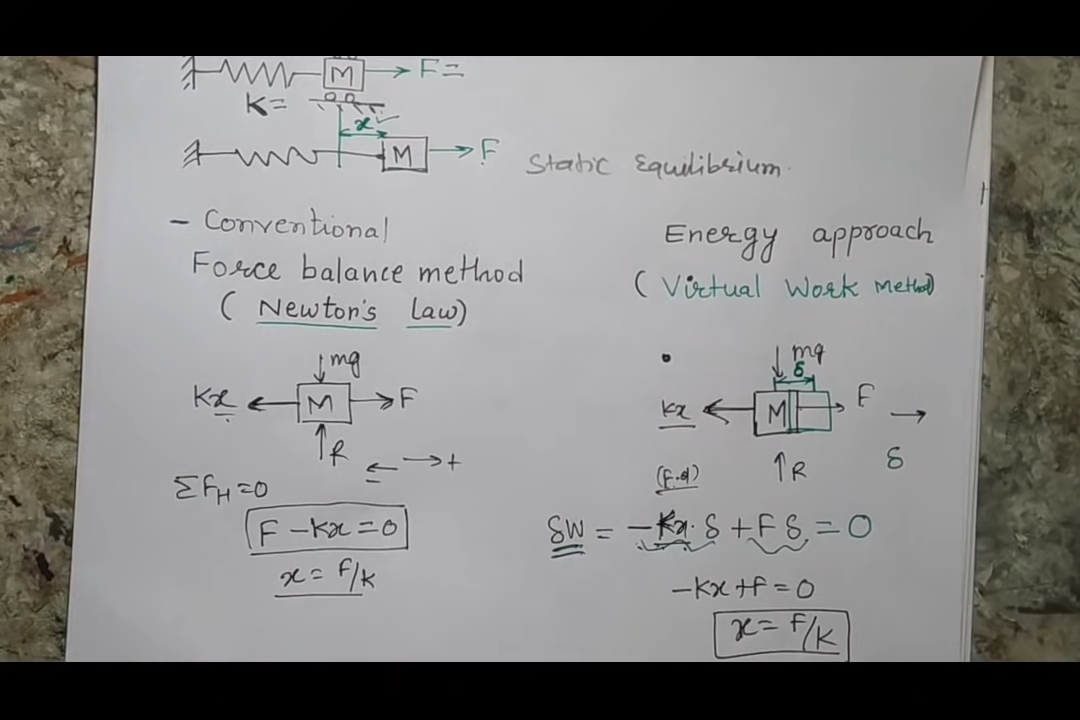 M F =
K =
x
M F
Static Equilibrium.
- Conventional
Force balance method
( Newton's Law)
mg
Kx M F
R
← → +
-
ΣF_H = 0
F - Kx = 0
x = F/K
Energy approach
( Virtual Work Method)
mg
δ
Kx M F →
δ
(F.d) R
δW = -Kx. δ + F δ = 0
-Kx + F = 0
x = F/K